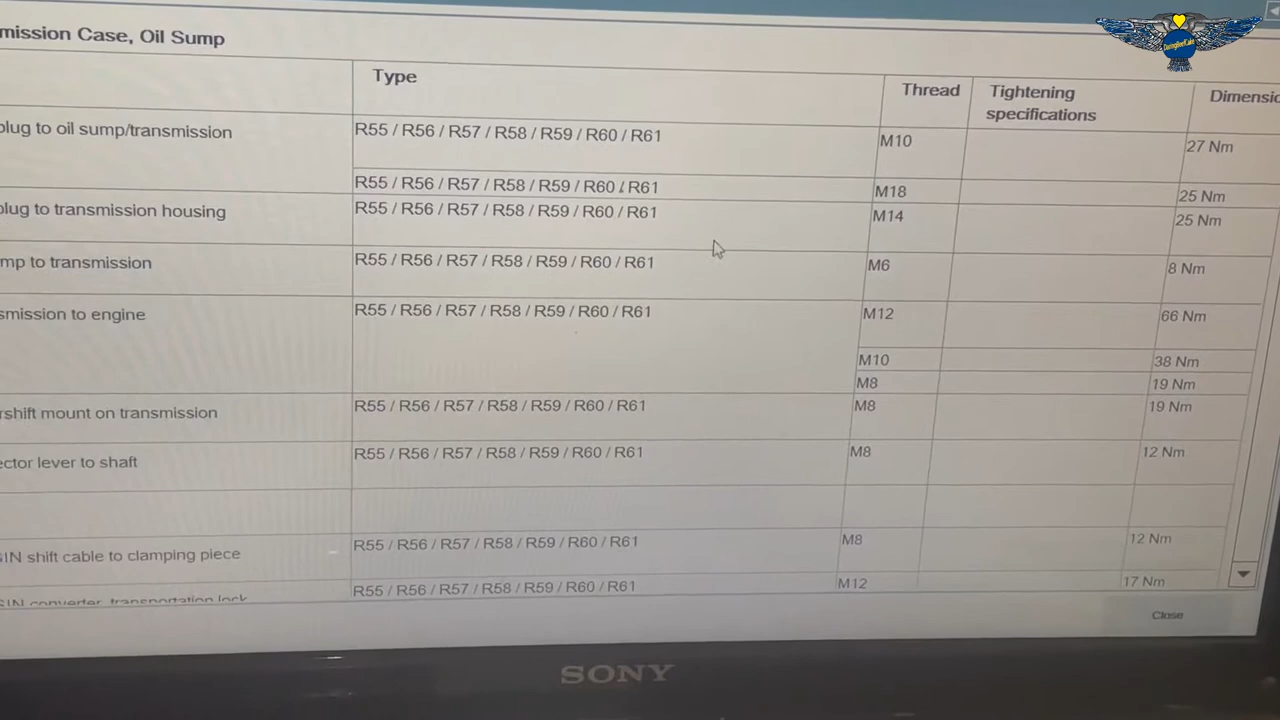 mission Case, Oil Sump
Type
Thread
Tightening
specifications
Dimensio
plug to oil sump/transmission
R55 / R56 / R57 / R58 / R59 / R60 / R61
M10
27 Nm
R55 / R56 / R57 / R58 / R59 / R60 / R61
M18
25 Nm
plug to transmission housing
R55 / R56 / R57 / R58 / R59 / R60 / R61
M14
25 Nm
mp to transmission
R55 / R56 / R57 / R58 / R59 / R60 / R61
M6
8 Nm
smission to engine
R55 / R56 / R57 / R58 / R59 / R60 / R61
M12
66 Nm
M10
38 Nm
M8
19 Nm
rshift mount on transmission
R55 / R56 / R57 / R58 / R59 / R60 / R61
M8
19 Nm
ector lever to shaft
R55 / R56 / R57 / R58 / R59 / R60 / R61
M8
12 Nm
SIN shift cable to clamping piece
R55 / R56 / R57 / R58 / R59 / R60 / R61
M8
12 Nm
SIN converter, transportation lock
R55 / R56 / R57 / R58 / R59 / R60 / R61
M12
17 Nm
Close
SONY